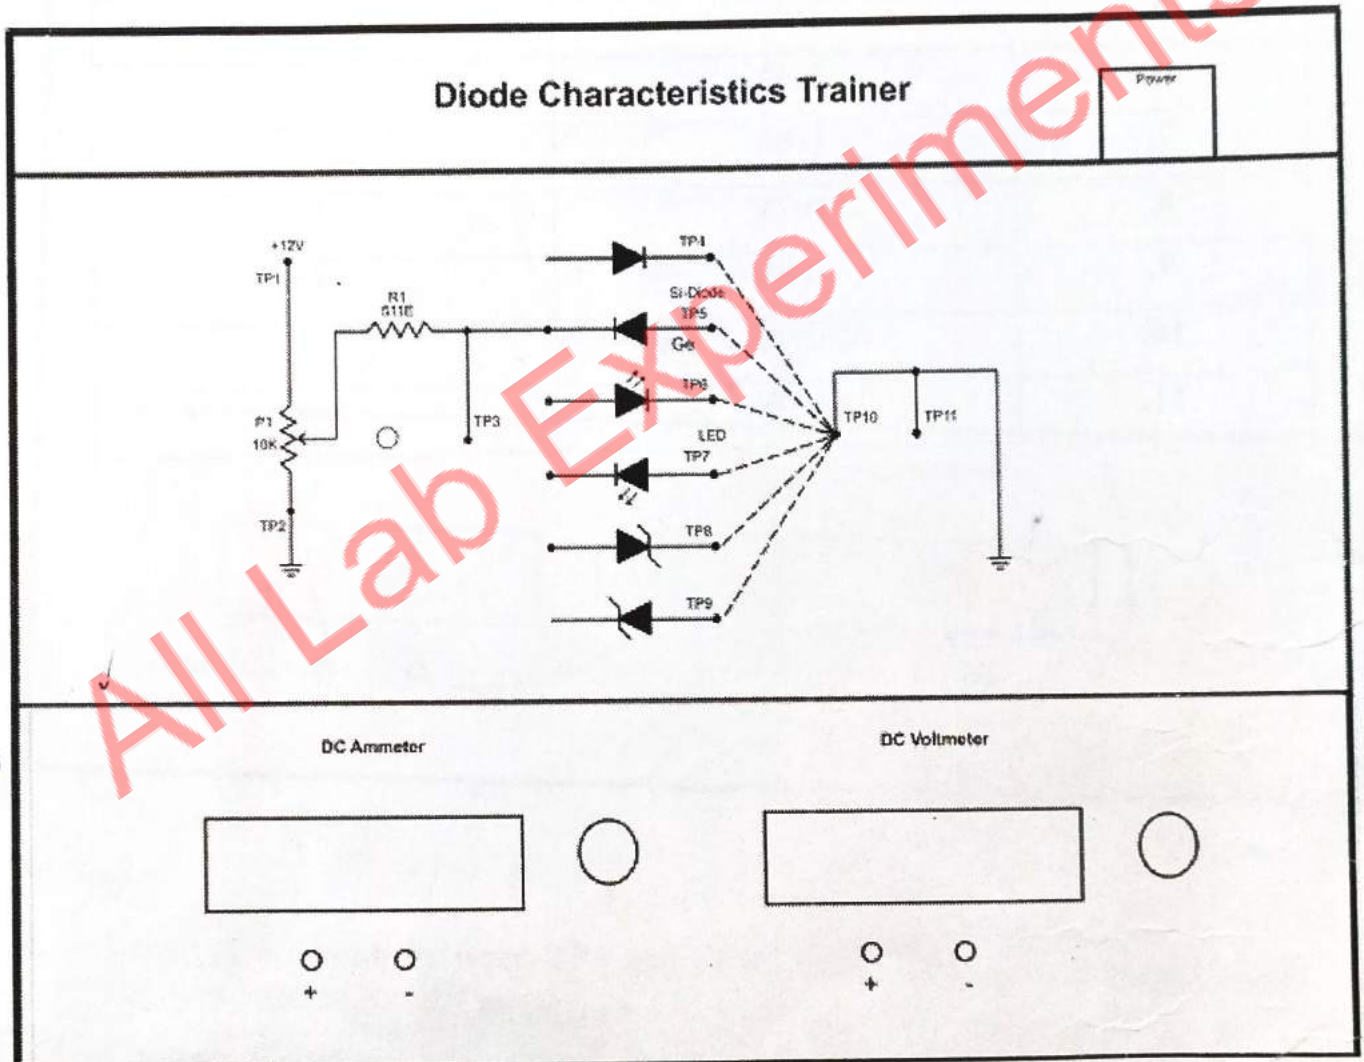 Diode Characteristics Trainer
Power
+12V
TP1
R1
511E
P1
10K
TP2
TP3
TP4
Si-Diode
TP5
Ge
TP6
LED
TP7
TP8
TP9
TP10
TP11
DC Ammeter
DC Voltmeter
+ -
+ -
All Lab Experiments